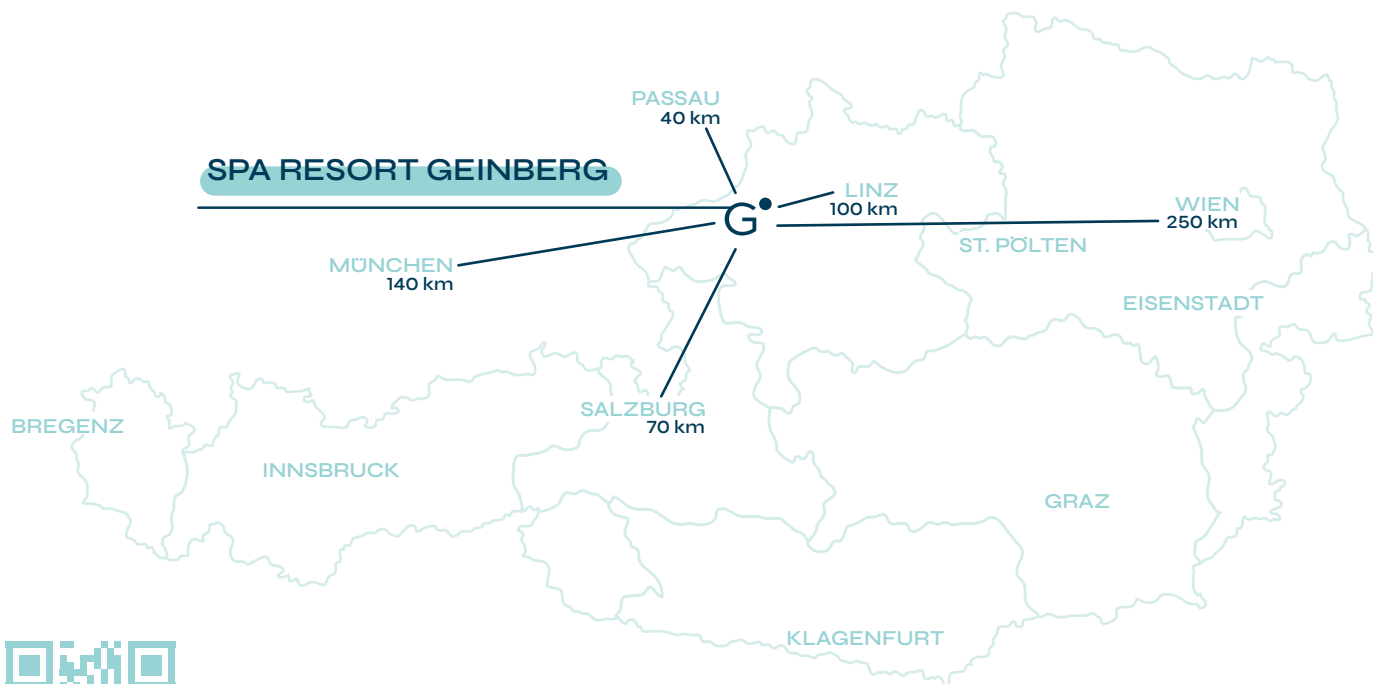 PASSAU
40 km
SPA RESORT GEINBERG
G
LINZ
100 km
WIEN
250 km
ST. PÖLTEN
MÜNCHEN
140 km
EISENSTADT
SALZBURG
70 km
BREGENZ
INNSBRUCK
GRAZ
KLAGENFURT